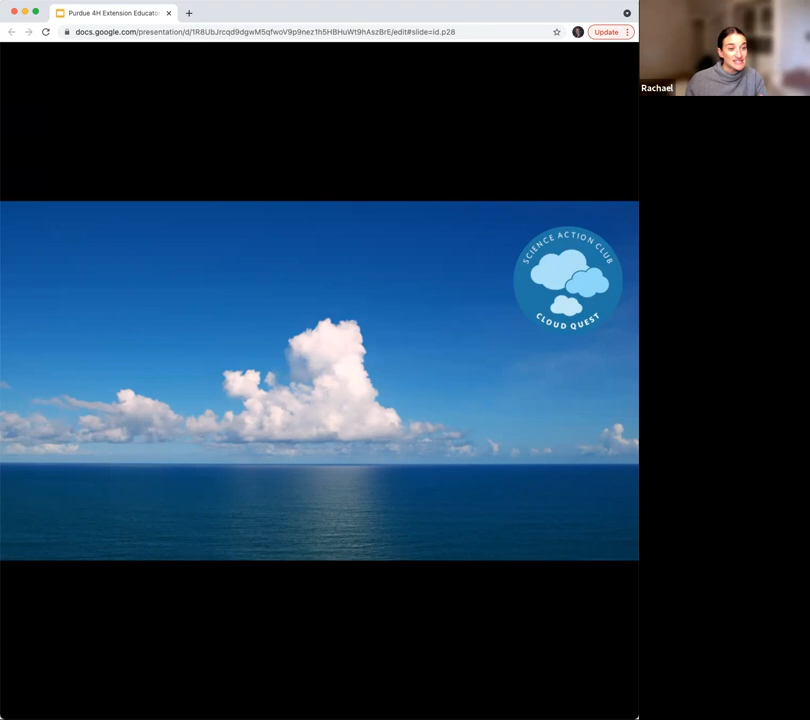 Purdue 4H Extension Educator
docs.google.com/presentation/d/1R8UbJrcqd9dgwM5qfwoV9p9nez1h5HBHuWt9hAszBrE/edit#slide=id.p28
Update
Rachael
SCIENCE ACTION CLUB
CLOUD QUEST